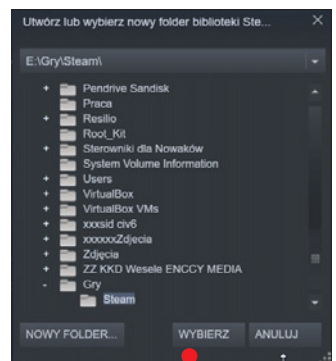 Utwórz lub wybierz nowy folder biblioteki Ste...
E:\Gry\Steam\
Pendrive Sandisk
Praca
Resilio
Root_Kit
Sterowniki dla Nowaków
System Volume Information
Users
VirtualBox
VirtualBox VMs
xxxsid civ6
xxxxxxZdjecia
Zdjęcia
ZZ KKD Wesele ENCCY MEDIA
Gry
Steam
NOWY FOLDER... WYBIERZ ANULUJ